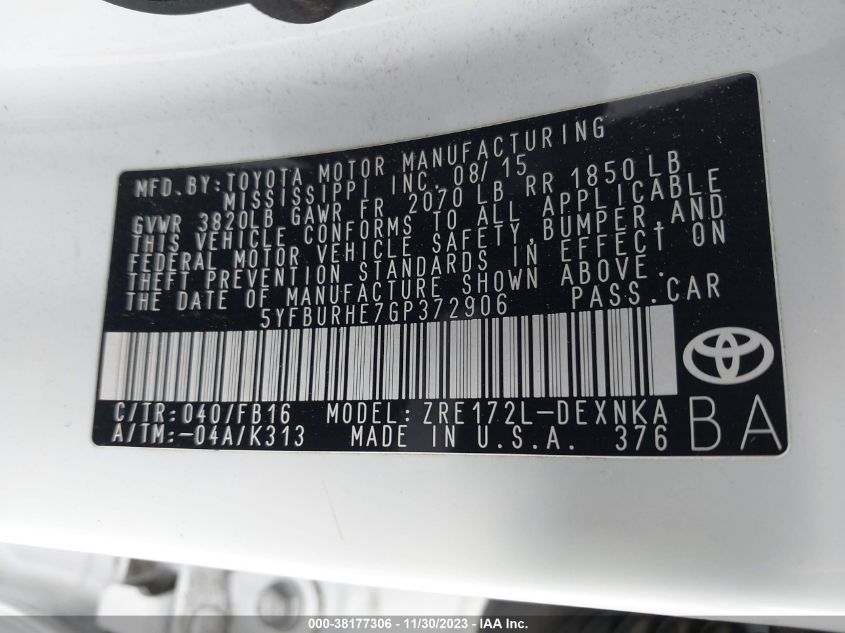 MFD. BY: TOYOTA MOTOR MANUFACTURING
MISSISSIPPI INC. 08/15
GVWR 3820LB GAWR FR 2070 LB RR 1850 LB
THIS VEHICLE CONFORMS TO ALL APPLICABLE
FEDERAL MOTOR VEHICLE SAFETY, BUMPER, AND
THEFT PREVENTION STANDARDS IN EFFECT ON
THE DATE OF MANUFACTURE SHOWN ABOVE.
5YFBURHE7GP372906 PASS.CAR
C/TR: 040/FB16 MODEL: ZRE172L-DEXNKA
A/TM:-04A/K313 MADE IN U.S.A. 376
BA
000-38177306 - 11/30/2023 - IAA Inc.